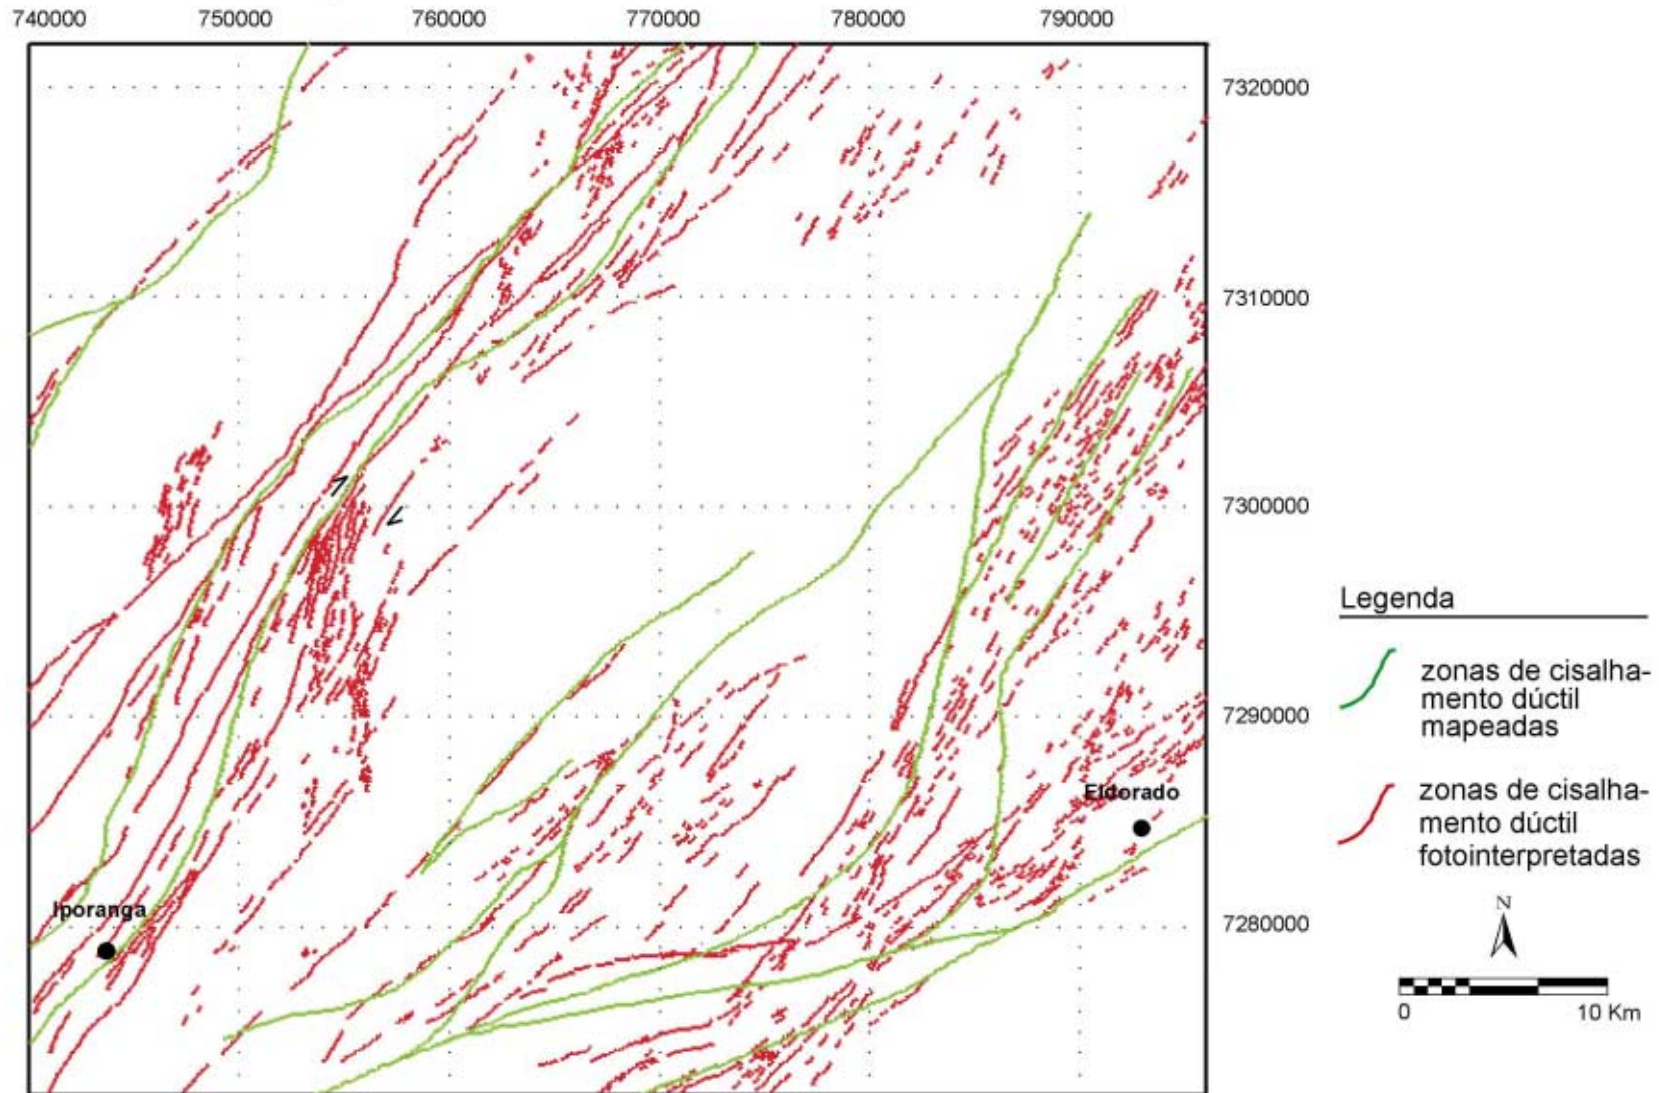 740000 750000 760000 770000 780000 790000
7320000
7310000
7300000
Legenda
zonas de cisalha-
mento dúctil
mapeadas
7290000
zonas de cisalha-
mento dúctil
fotointerpretadas
Eldorado
Iporanga
7280000
N
0 10 Km